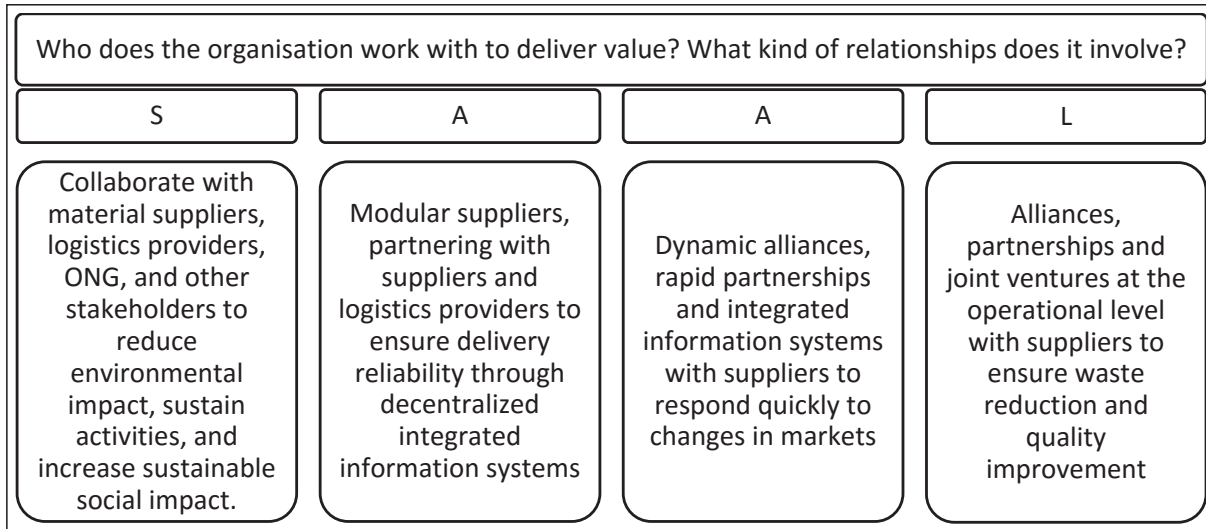 Who does the organisation work with to deliver value? What kind of relationships does it involve?
S
A
A
L
Collaborate with
material suppliers,
logistics providers,
ONG, and other
stakeholders to
reduce
environmental
impact, sustain
activities, and
increase sustainable
social impact.
Modular suppliers,
partnering with
suppliers and
logistics providers to
ensure delivery
reliability through
decentralized
integrated
information systems
Dynamic alliances,
rapid partnerships
and integrated
information systems
with suppliers to
respond quickly to
changes in markets
Alliances,
partnerships and
joint ventures at the
operational level
with suppliers to
ensure waste
reduction and
quality
improvement